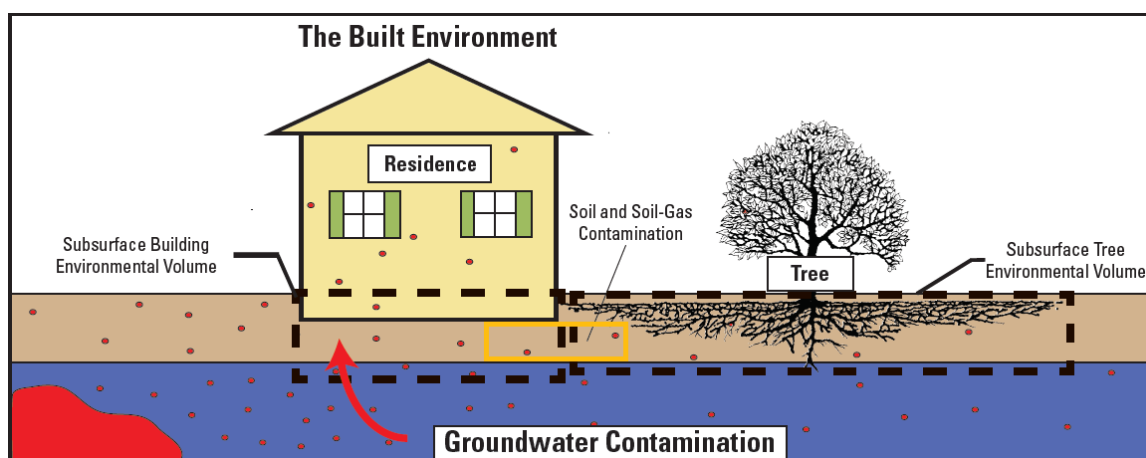 The Built Environment
Residence
Soil and Soil-Gas
Contamination
Subsurface Building
Environmental Volume
Tree
Subsurface Tree
Environmental Volume
Groundwater Contamination